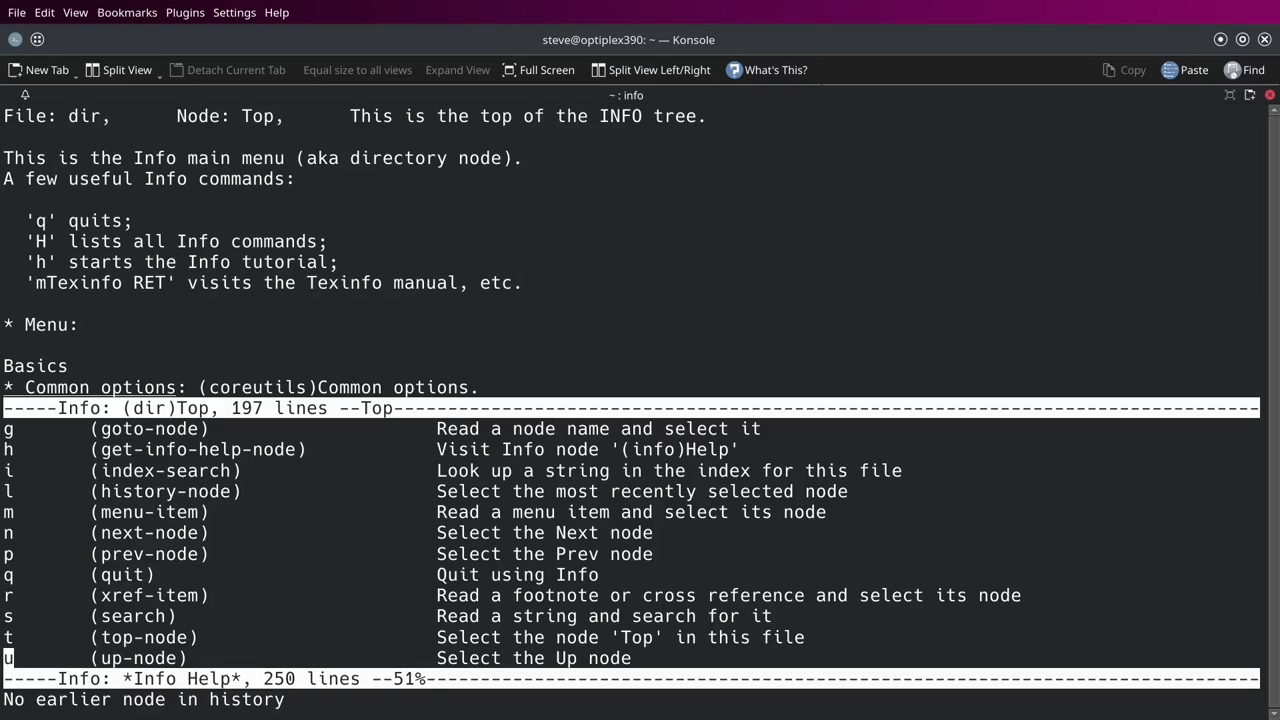 File Edit View Bookmarks Plugins Settings Help
steve@optiplex390: ~ — Konsole
New Tab Split View Detach Current Tab Equal size to all views Expand View Full Screen Split View Left/Right What's This? Copy Paste Find
~ : info
File: dir,      Node: Top,      This is the top of the INFO tree.
This is the Info main menu (aka directory node).
A few useful Info commands:
'q' quits;
'H' lists all Info commands;
'h' starts the Info tutorial;
'mTexinfo RET' visits the Texinfo manual, etc.
* Menu:
Basics
* Common options: (coreutils)Common options.
-----Info: (dir)Top, 197 lines --Top---------------------------------------------------------------------------------
g       (goto-node)                     Read a node name and select it
h       (get-info-help-node)            Visit Info node '(info)Help'
i       (index-search)                  Look up a string in the index for this file
l       (history-node)                  Select the most recently selected node
m       (menu-item)                     Read a menu item and select its node
n       (next-node)                     Select the Next node
p       (prev-node)                     Select the Prev node
q       (quit)                          Quit using Info
r       (xref-item)                     Read a footnote or cross reference and select its node
s       (search)                        Read a string and search for it
t       (top-node)                      Select the node 'Top' in this file
u       (up-node)                       Select the Up node
-----Info: *Info Help*, 250 lines --51%------------------------------------------------------------------------------
No earlier node in history